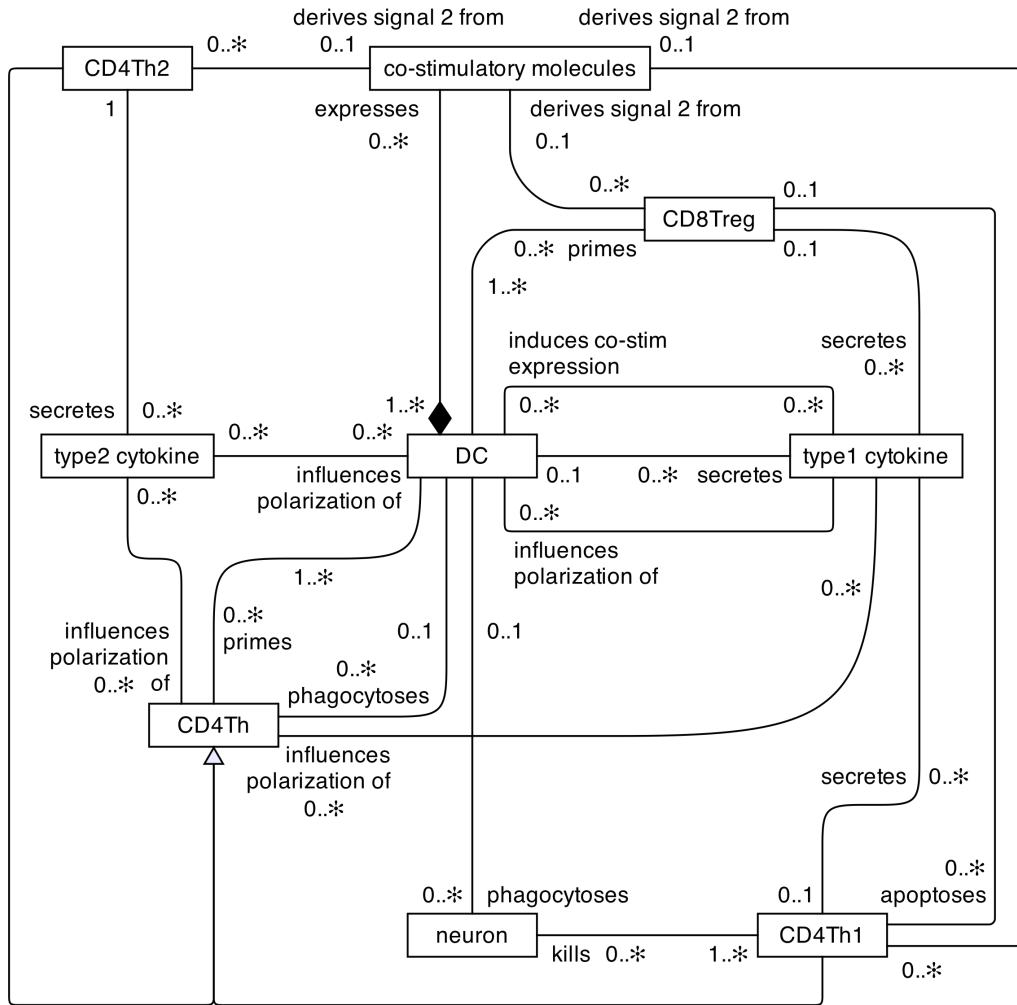 derives signal 2 from
derives signal 2 from
0..*
0..1
0..1
CD4Th2
co-stimulatory molecules
1
expresses
derives signal 2 from
0..*
0..1
0..*
0..1
CD8Treg
0..* primes
0..1
1..*
induces co-stim
expression
secretes
0..*
1..*
0..*
0..*
secretes
0..*
0..*
0..*
type2 cytokine
DC
type1 cytokine
0..*
influences
polarization of
0..1
0..* secretes
0..*
influences
polarization of
1..*
0..*
0..*
primes
influences
polarization
of
0..*
0..1
0..1
0..*
phagocytoses
CD4Th
influences
polarization of
0..*
secretes
0..*
0..*
apoptoses
0..* phagocytoses
0..1
neuron
CD4Th1
kills 0..*
1..*
0..*